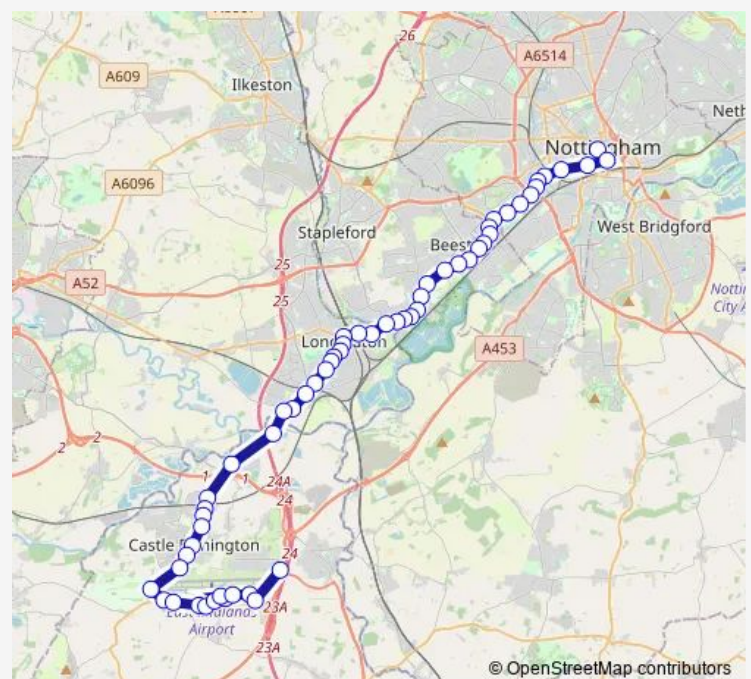 26
A6514
A609
Ilkeston
Nottingham
A6096
Stapleford
West Bridgford
25
A52
25
A453
2
2
1
1
24A
24
Castle
24
23A
Airport
23A
© OpenStreetMap contributors